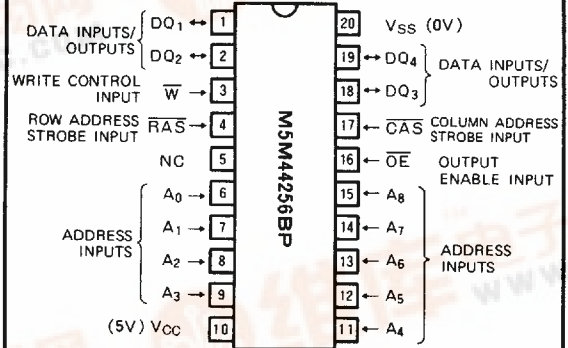 DATA INPUTS/
OUTPUTS
DQ1 ↔ 1
DQ2 ↔ 2
WRITE CONTROL
INPUT
W̅ → 3
ROW ADDRESS
STROBE INPUT
R̅A̅S̅ → 4
NC 5
ADDRESS
INPUTS
A0 → 6
A1 → 7
A2 → 8
A3 → 9
(5V) VCC 10
M5M44256BP
20 VSS (0V)
19 ↔ DQ4
18 ↔ DQ3
DATA INPUTS/
OUTPUTS
17 ← C̅A̅S̅ COLUMN ADDRESS
STROBE INPUT
16 ← O̅E̅ OUTPUT
ENABLE INPUT
15 ← A8
14 ← A7
13 ← A6
12 ← A5
11 ← A4
ADDRESS
INPUTS